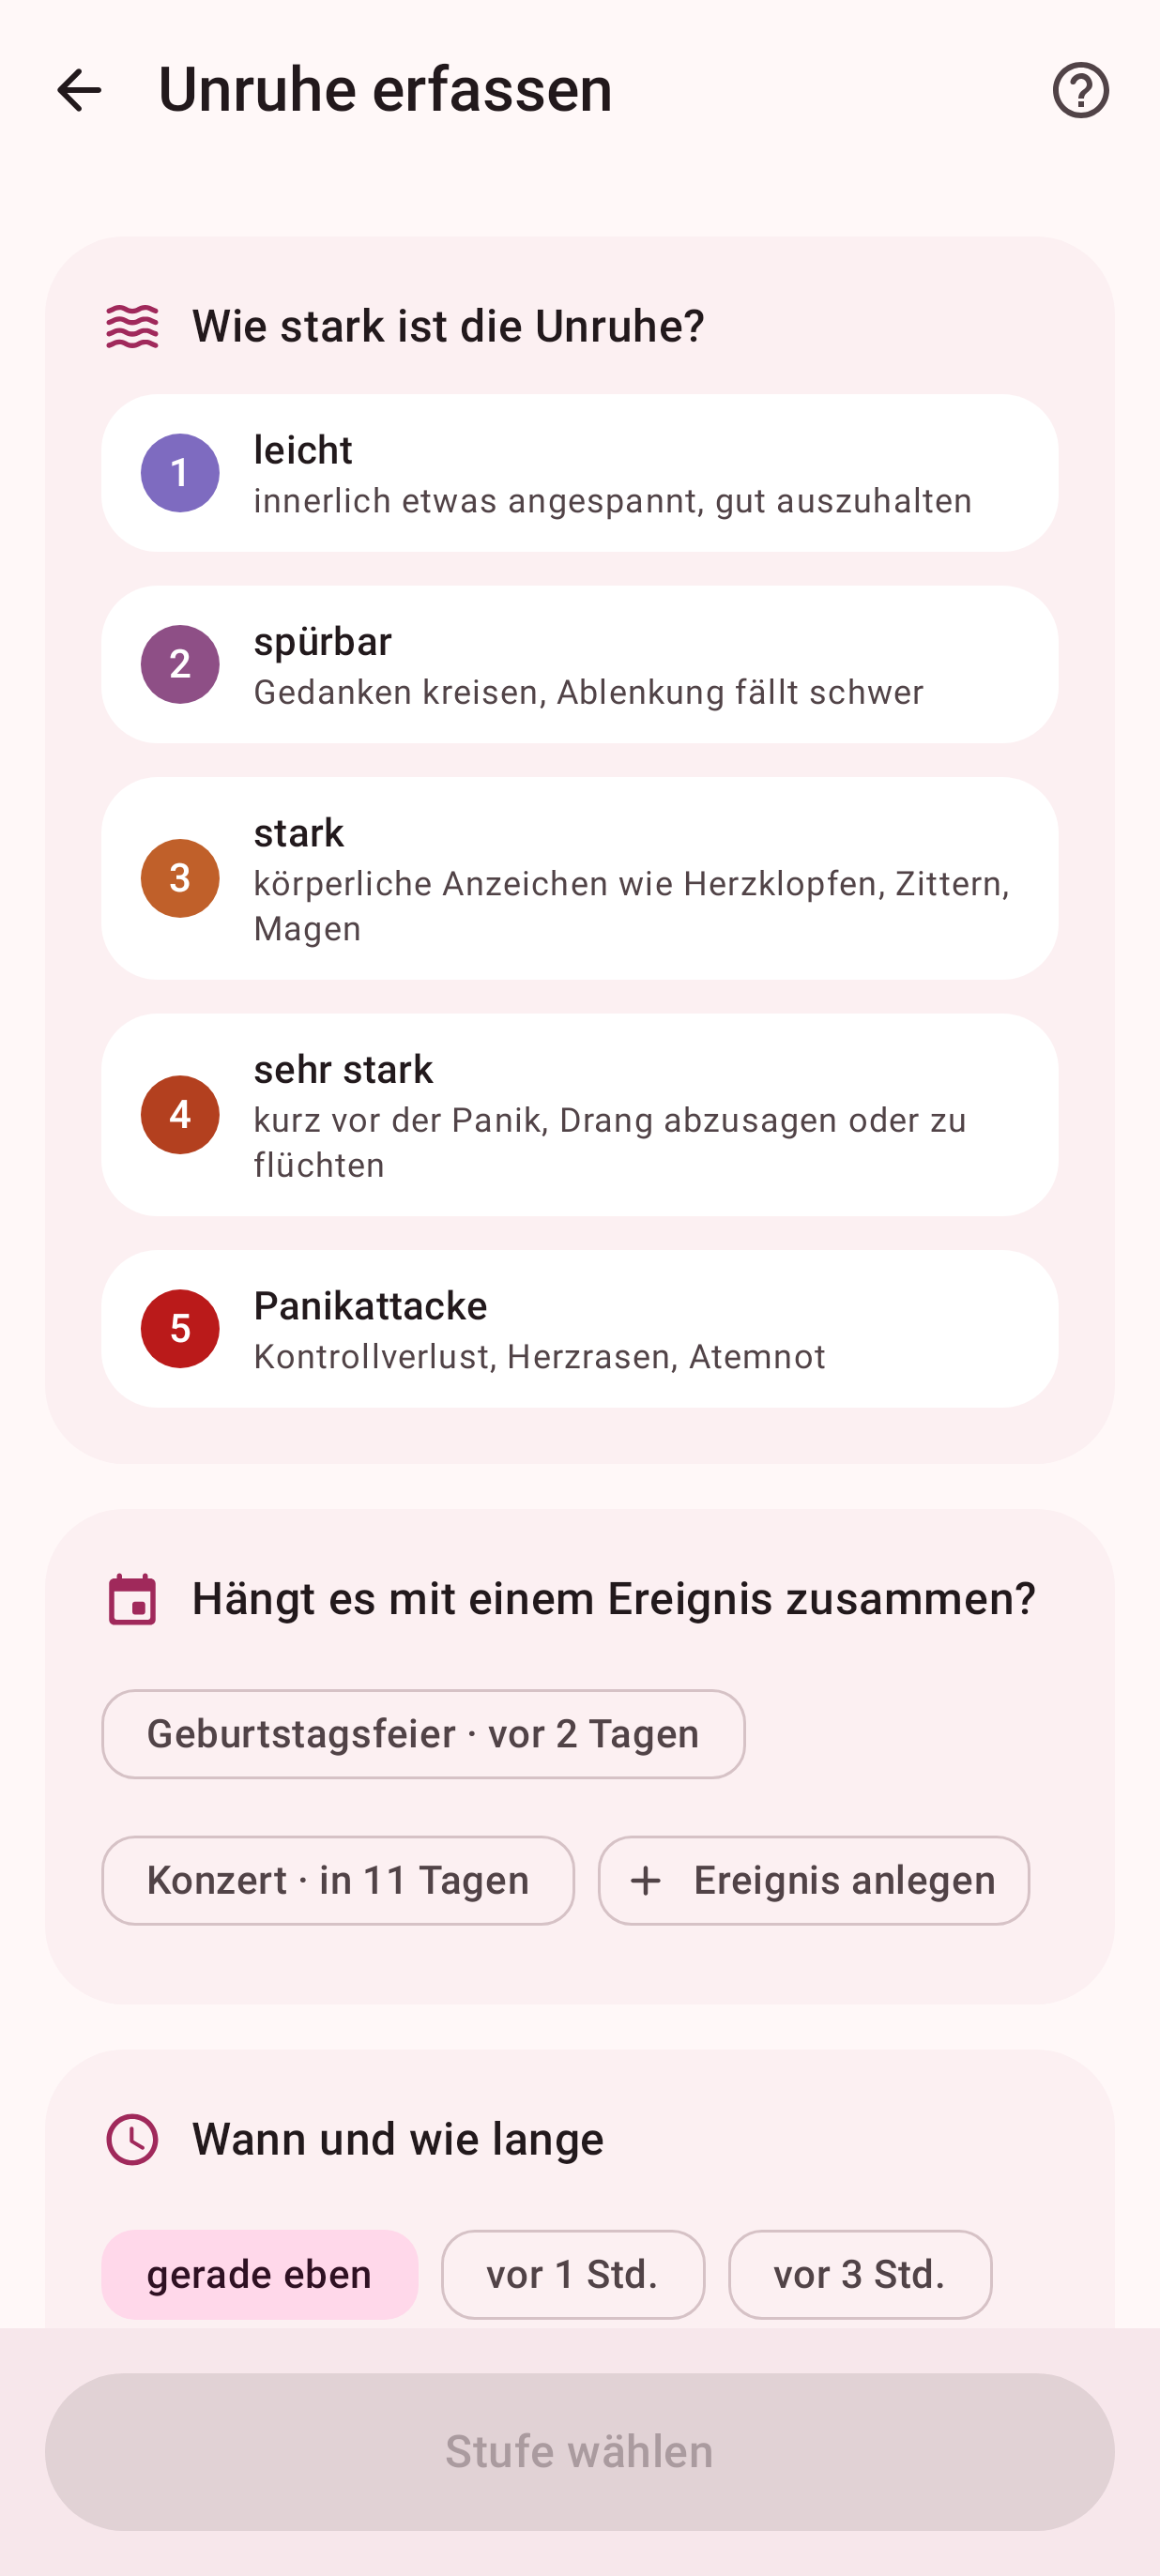 Unruhe erfassen
Wie stark ist die Unruhe?
1
leicht
innerlich etwas angespannt, gut auszuhalten
2
spürbar
Gedanken kreisen, Ablenkung fällt schwer
3
stark
körperliche Anzeichen wie Herzklopfen, Zittern,
Magen
4
sehr stark
kurz vor der Panik, Drang abzusagen oder zu
flüchten
5
Panikattacke
Kontrollverlust, Herzrasen, Atemnot
Hängt es mit einem Ereignis zusammen?
Geburtstagsfeier · vor 2 Tagen
Konzert · in 11 Tagen
+ Ereignis anlegen
Wann und wie lange
gerade eben
vor 1 Std.
vor 3 Std.
Stufe wählen